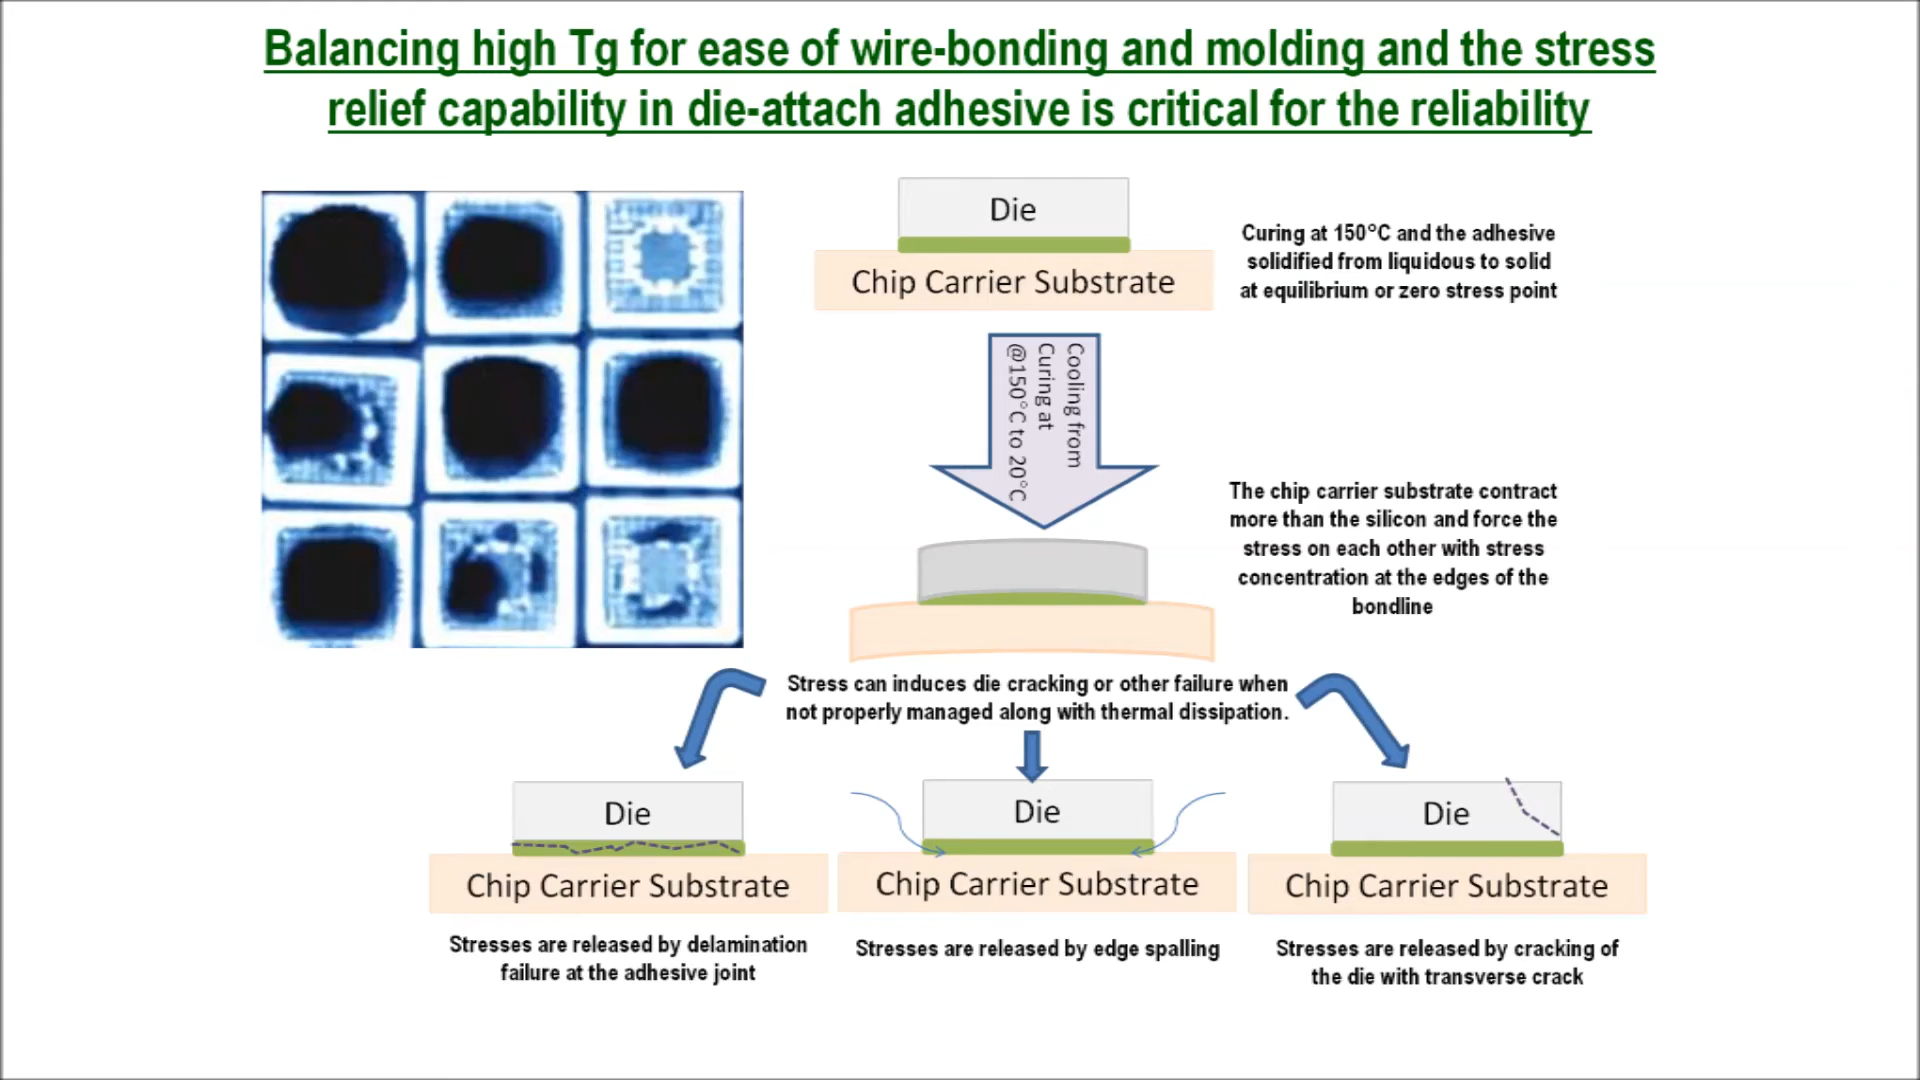 Balancing high Tg for ease of wire-bonding and molding and the stress
relief capability in die-attach adhesive is critical for the reliability
Die
Chip Carrier Substrate
Curing at 150°C and the adhesive
solidified from liquidous to solid
at equilibrium or zero stress point
Cooling from
Curing at
@150°C to 20°C
The chip carrier substrate contract
more than the silicon and force the
stress on each other with stress
concentration at the edges of the
bondline
Stress can induces die cracking or other failure when
not properly managed along with thermal dissipation.
Die
Chip Carrier Substrate
Stresses are released by delamination
failure at the adhesive joint
Die
Chip Carrier Substrate
Stresses are released by edge spalling
Die
Chip Carrier Substrate
Stresses are released by cracking of
the die with transverse crack